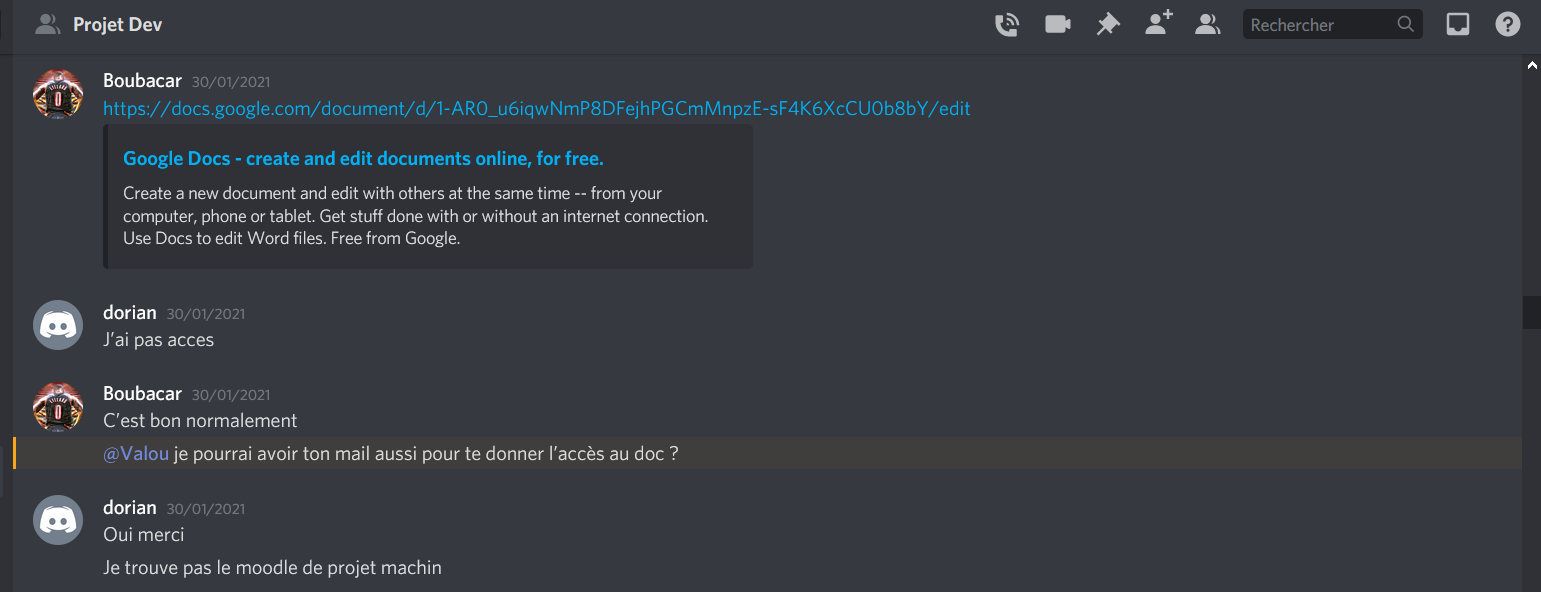 Projet Dev
Rechercher
Boubacar 30/01/2021
https://docs.google.com/document/d/1-AR0_u6iqwNmP8DFejhPGCmMnpzE-sF4K6XcCU0b8bY/edit
Google Docs - create and edit documents online, for free.
Create a new document and edit with others at the same time -- from your
computer, phone or tablet. Get stuff done with or without an internet connection.
Use Docs to edit Word files. Free from Google.
dorian 30/01/2021
J'ai pas acces
Boubacar 30/01/2021
C'est bon normalement
@Valou je pourrai avoir ton mail aussi pour te donner l'accès au doc ?
dorian 30/01/2021
Oui merci
Je trouve pas le moodle de projet machin